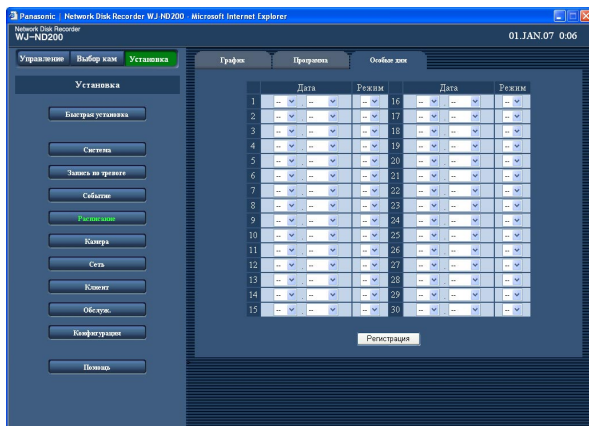 Panasonic | Network Disk Recorder WJ-ND200 - Microsoft Internet Explorer
Network Disk Recorder
WJ-ND200
01.JAN.07 0:06
Управление Выбор кам Установка
График Программа Особые дни
Установка
Быстрая установка
Система
Запись по тревоге
Событие
Расписание
Камера
Сеть
Клиент
Обслуж.
Конфигурация
Помощь
Дата Режим Дата Режим
1 -- . -- -- 16 -- . -- --
2 -- . -- -- 17 -- . -- --
3 -- . -- -- 18 -- . -- --
4 -- . -- -- 19 -- . -- --
5 -- . -- -- 20 -- . -- --
6 -- . -- -- 21 -- . -- --
7 -- . -- -- 22 -- . -- --
8 -- . -- -- 23 -- . -- --
9 -- . -- -- 24 -- . -- --
10 -- . -- -- 25 -- . -- --
11 -- . -- -- 26 -- . -- --
12 -- . -- -- 27 -- . -- --
13 -- . -- -- 28 -- . -- --
14 -- . -- -- 29 -- . -- --
15 -- . -- -- 30 -- . -- --
Регистрация